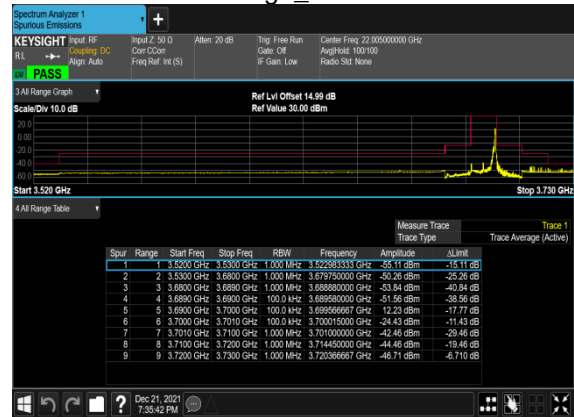 Spectrum Analyzer 1
Spurious Emissions
KEYSIGHT Input: RF Input Z: 50 Ω Atten: 20 dB Trig: Free Run Center Freq: 22.005000000 GHz
R L Coupling: DC Corr CCorr Gate: Off Avg|Hold: 100/100
Align: Auto Freq Ref: Int (S) IF Gain: Low Radio Std: None
PASS
3 All Range Graph
Ref Lvl Offset 14.99 dB
Scale/Div 10.0 dB Ref Value 30.00 dBm
20.0
0.00
-20.0
-40.0
-60.0
Start 3.520 GHz Stop 3.730 GHz
4 All Range Table
Measure Trace Trace 1
Trace Type Trace Average (Active)
Spur Range Start Freq Stop Freq RBW Frequency Amplitude ΔLimit
1 1 3.5200 GHz 3.5300 GHz 1.000 MHz 3.522983333 GHz -55.11 dBm -15.11 dB
2 2 3.5300 GHz 3.6800 GHz 1.000 MHz 3.679750000 GHz -50.26 dBm -25.26 dB
3 3 3.6800 GHz 3.6890 GHz 1.000 MHz 3.688880000 GHz -53.84 dBm -40.84 dB
4 4 3.6890 GHz 3.6900 GHz 100.0 kHz 3.689580000 GHz -51.56 dBm -38.56 dB
5 5 3.6900 GHz 3.7000 GHz 100.0 kHz 3.699566667 GHz 12.23 dBm -17.77 dB
6 6 3.7000 GHz 3.7010 GHz 100.0 kHz 3.700015000 GHz -24.43 dBm -11.43 dB
7 7 3.7010 GHz 3.7100 GHz 1.000 MHz 3.701000000 GHz -42.46 dBm -29.46 dB
8 8 3.7100 GHz 3.7200 GHz 1.000 MHz 3.714450000 GHz -44.46 dBm -19.46 dB
9 9 3.7200 GHz 3.7300 GHz 1.000 MHz 3.720366667 GHz -46.71 dBm -6.710 dB
Dec 21, 2021
7:35:42 PM